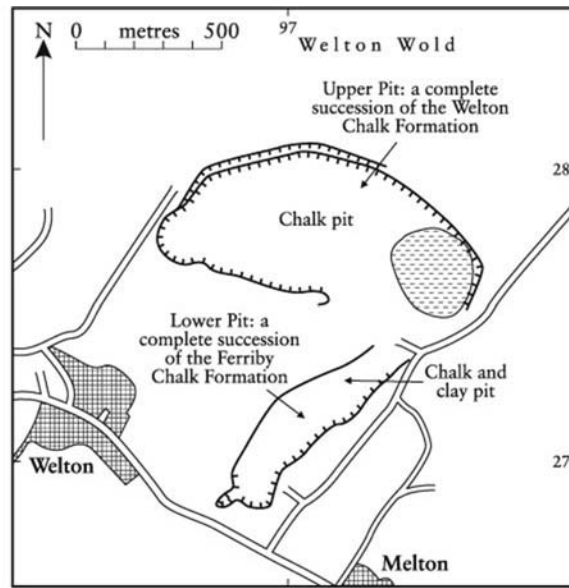 N
0 metres 500
97
Welton Wold
Upper Pit: a complete
succession of the Welton
Chalk Formation
28
Chalk pit
Lower Pit: a
complete succession
of the Ferriby
Chalk Formation
Chalk and
clay pit
Welton
27
Melton
97